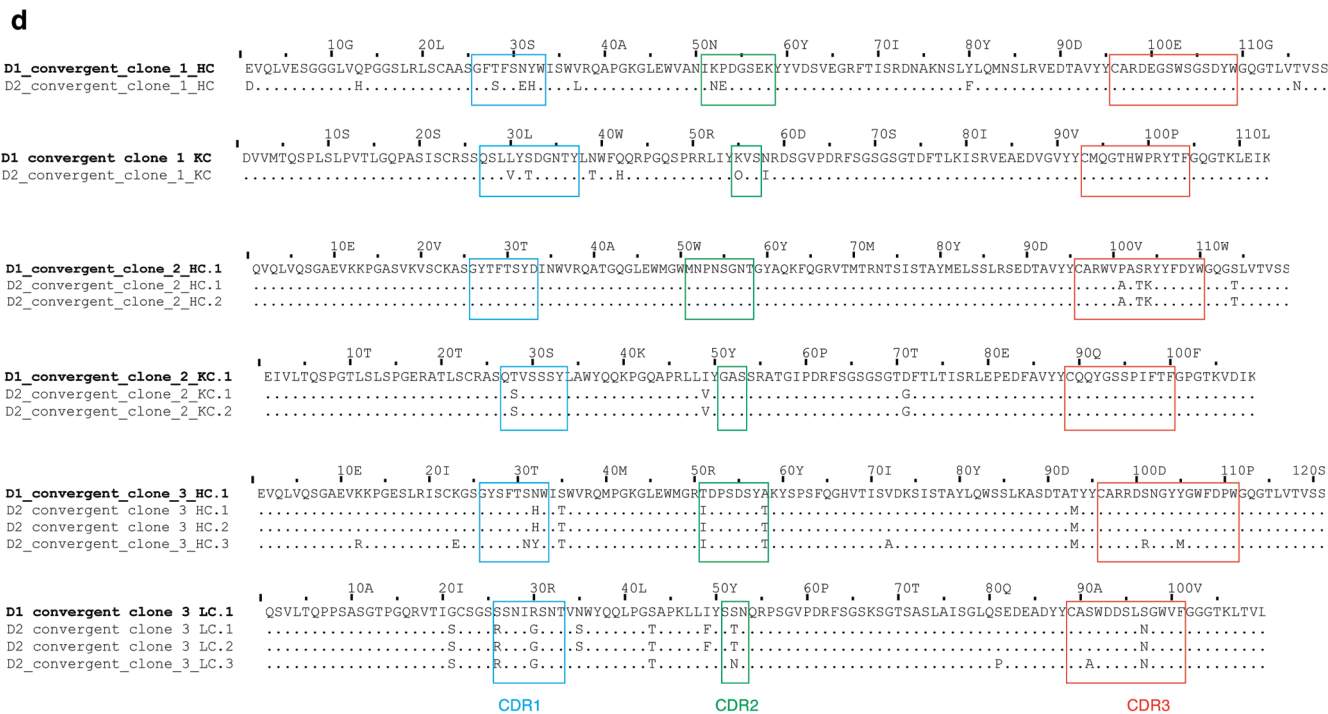 d
10G 20L 30S 40A 50N 60Y 70I 80Y 90D 100E 110G
D1_convergent_clone_1_HC EVQLVESGGGLVQPGGSLRLSCAASGFTFSNYWISWVRQAPGKGLEWVANIKPDGSEKYYVDSVEGRFTISRDNAKNSLYLQMNSLRVEDTAVYYCARDEGSWSGSDYWGQGTLVTVSS
D2_convergent_clone_1_HC D...........H..............S..EH....L..............NE..........................F...................................N...
10S 20S 30L 40W 50R 60D 70S 80I 90V 100P 110L
D1 convergent clone 1 KC DVVMTQSPLSLPVTLGQPASISCRSSQSLLYSDGNTYLNWFQQRPGQSPRRLIYKVSNRDSGVPDRFSGSGSGTDFTLKISRVEAEDVGVYYCMQGTHWPRYTFGQGTKLEIK
D2_convergent_clone_1_KC .............................V.T......N..H............Q..I.......................................................
10E 20V 30T 40A 50W 60Y 70M 80Y 90D 100V 110W
D1_convergent_clone_2_HC.1 QVQLVQSGAEVKKPGASVKVSCKASGYTFTSYDINWVRQATGQGLEWMGWMNPNSGNTGYAQKFQGRVTMTRNTSISTAYMELSSLRSEDTAVYYCARWVPASRYYFDYWGQGSLVTVSS
D2_convergent_clone_2_HC.1 ....................................................................................................A.TK.........T......
D2_convergent_clone_2_HC.2 ....................................................................................................A.TK.........T......
10T 20T 30S 40K 50Y 60P 70T 80E 90Q 100F
D1_convergent_clone_2_KC.1 EIVLTQSPGTLSLSPGERATLSCRASQTVSSSYLAWYQQKPGQAPRLLIYGASSRATGIPDRFSGSGSGTDFTLTISRLEPEDFAVYYCQQYGSSPIFTFGPGTKVDIK
D2_convergent_clone_2_KC.1 ...........................S....................V.....................G......................................
D2_convergent_clone_2_KC.2 ...........................S....................V.....................G......................................
10E 20I 30T 40M 50R 60Y 70I 80Y 90D 100D 110P 120S
D1_convergent_clone_3_HC.1 EVQLVQSGAEVKKPGESLRISCKGSGYSFTSNWISWVRQMPGKGLEWMGRTDPSDSYAKYSPSFQGHVTISVDKSISTAYLQWSSLKASDTATYYCARRDSNGYYGWFDPWGQGTLVTVSS
D2 convergent clone 3 HC.1 ...............................H..T...............I......T..................................M............................
D2 convergent clone 3 HC.2 ...............................H..T...............I......T..................................M............................
D2_convergent_clone_3_HC.3 ...........R..........E.......NY..T...............I......T.............A....................M.......R...M................
10A 20I 30R 40L 50Y 60P 70T 80Q 90A 100V
D1 convergent clone 3 LC.1 QSVLTQPPSASGTPGQRVTIGCSGSSSNIRSNTVNWYQQLPGSAPKLLIYSSNQRPSGVPDRFSGSKSGTSASLAISGLQSEDEADYYCASWDDSLSGWVFGGGTKLTVL
D2 convergent clone 3 LC.1 ....................S....R...G....S.......T.....F..T............................................N.............
D2 convergent clone 3 LC.2 ....................S....R...G....S.......T.....F..T............................................N.............
D2_convergent_clone_3_LC.3 ....................S....R...G............T........N............................P.........A.....N.............
CDR1 CDR2 CDR3